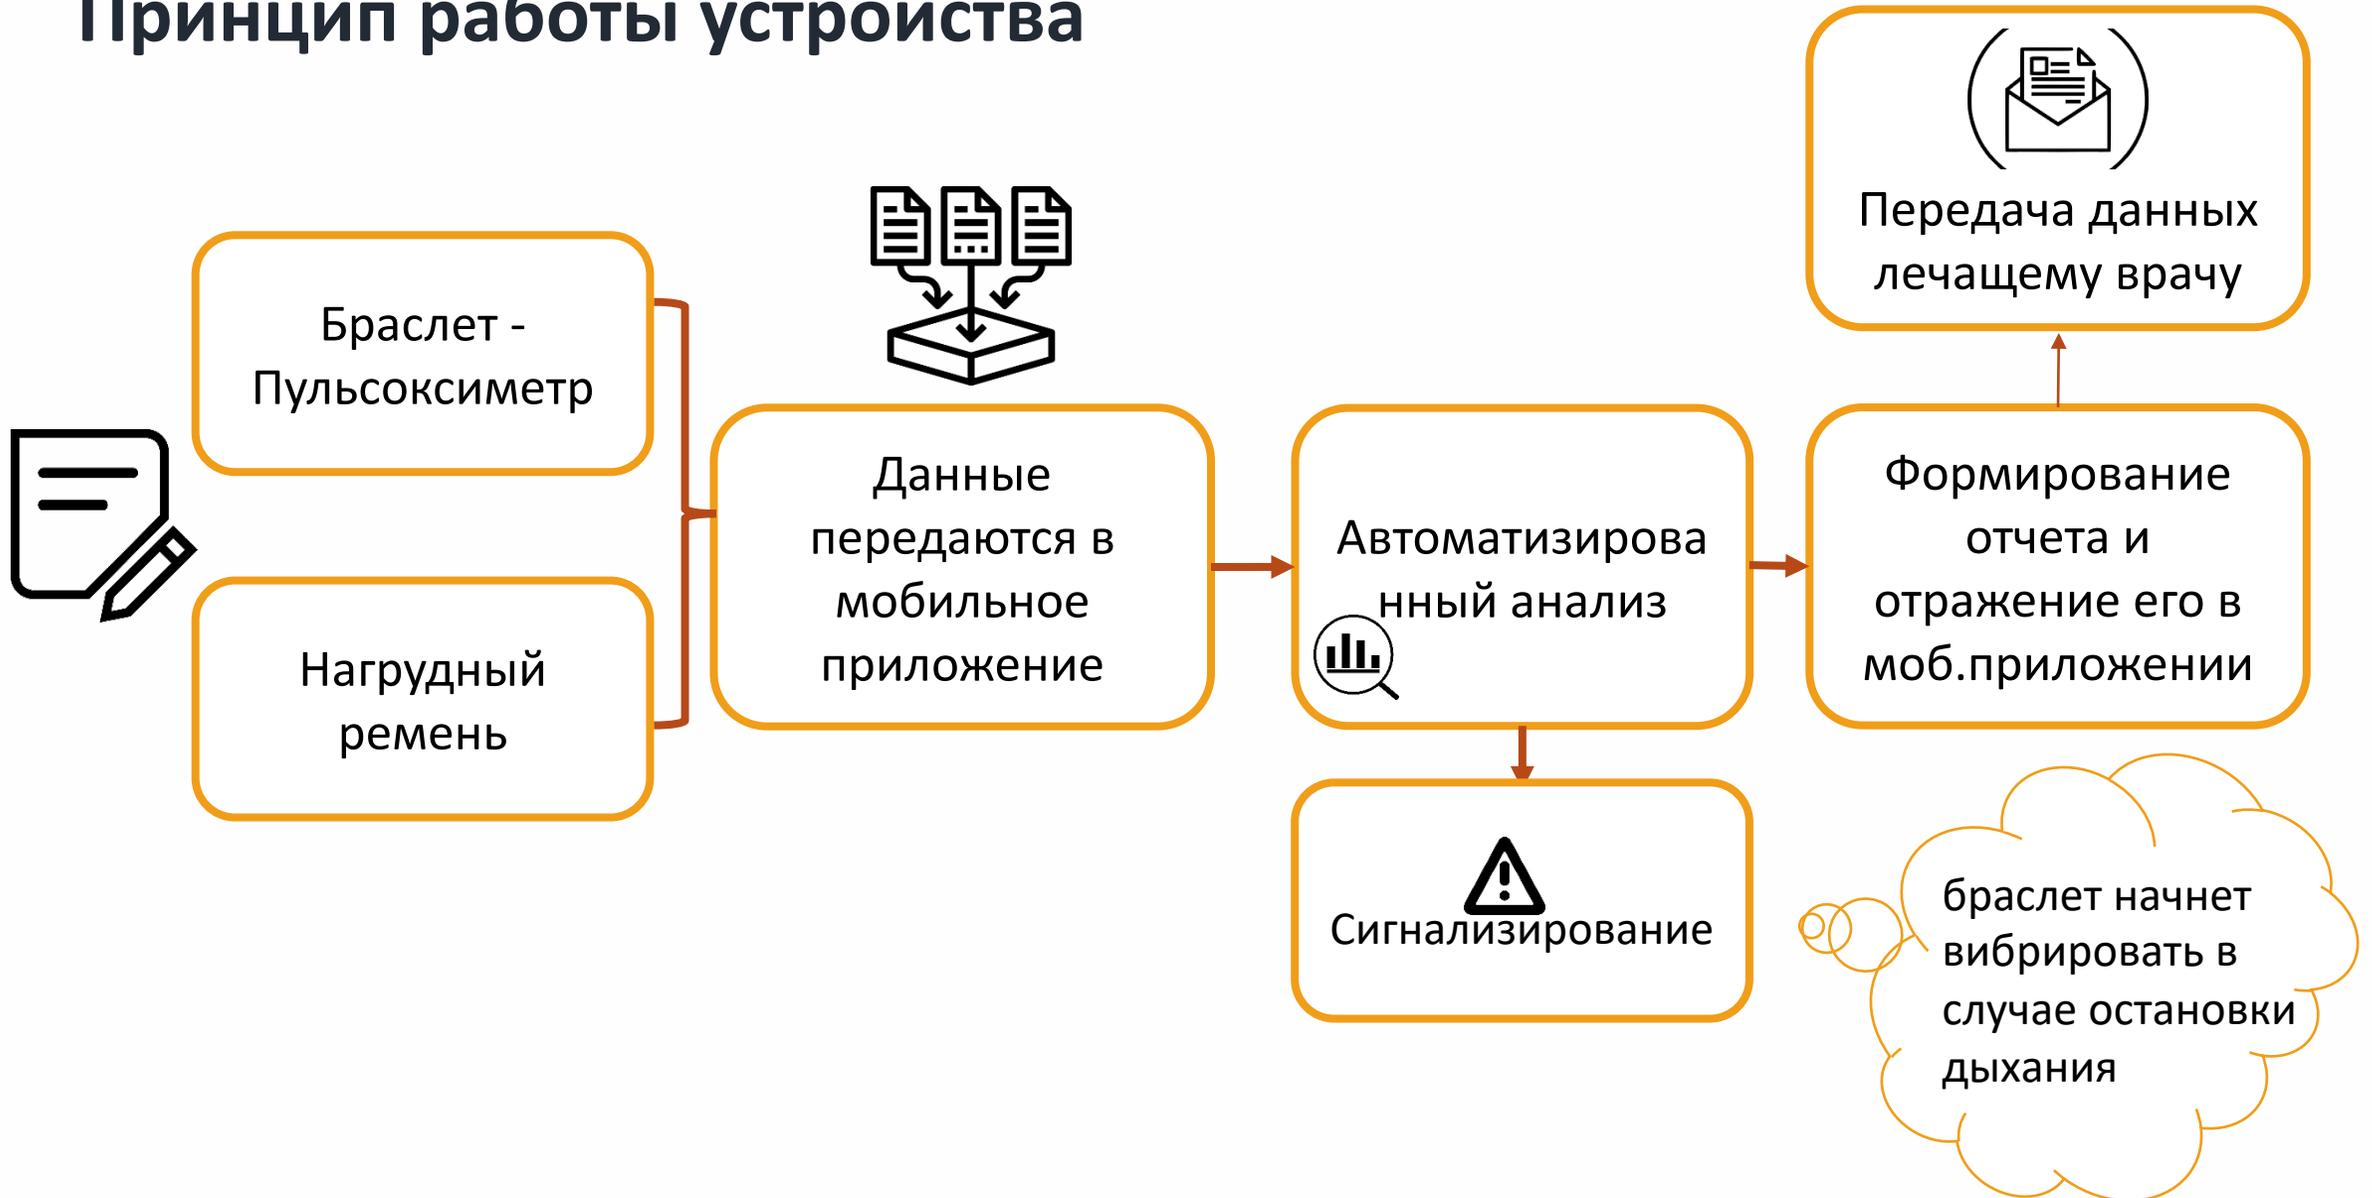 Принцип работы устройства
Браслет -
Пульсоксиметр
Нагрудный
ремень
Данные
передаются в
мобильное
приложение
Автоматизирова
нный анализ
Сигнализирование
Формирование
отчета и
отражение его в
моб.приложении
Передача данных
лечащему врачу
браслет начнет
вибрировать в
случае остановки
дыхания